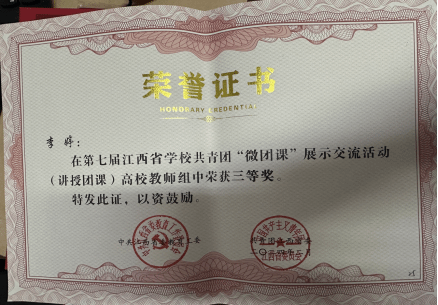 荣誉证书
HONORARY CREDENTIAL
李婷：
在第七届江西省学校共青团“微团课”展示交流活动
（讲授团课）高校教师组中荣获三等奖。
特发此证，以资鼓励。